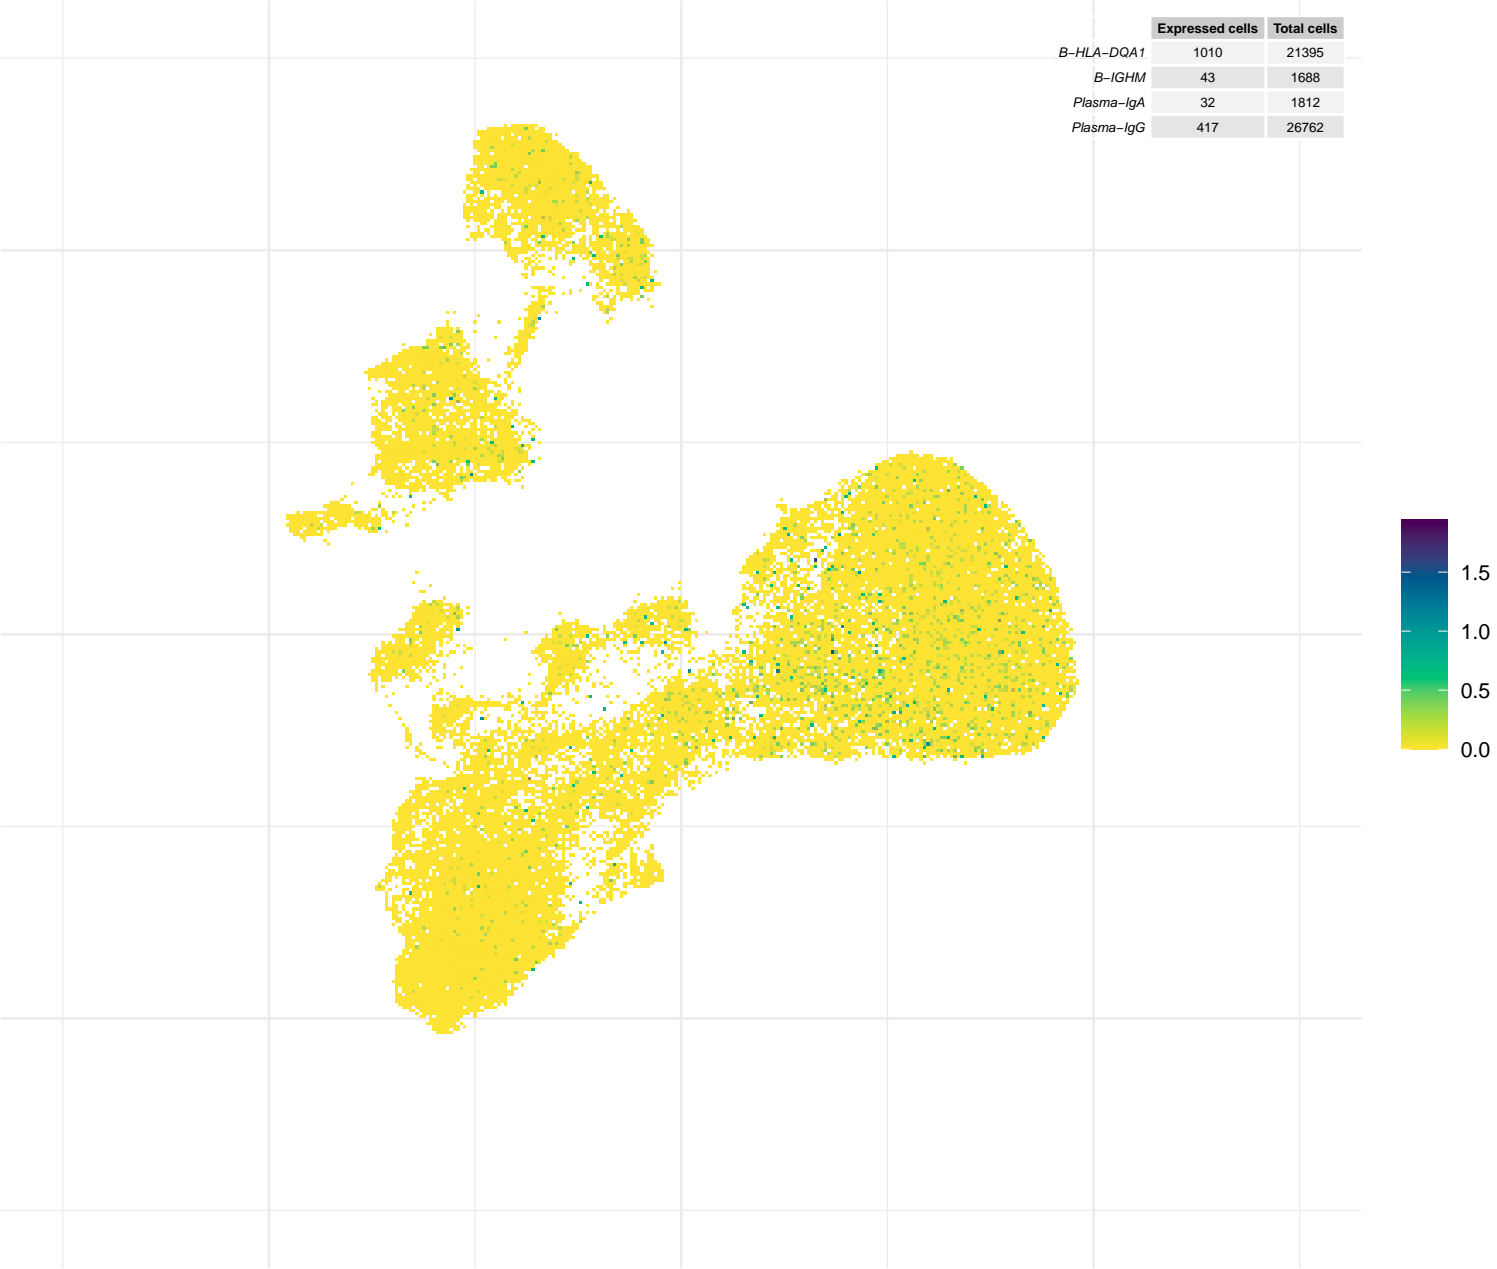 Expressed cells Total cells
B−HLA−DQA1 1010 21395
B−IGHM 43 1688
Plasma−IgA 32 1812
Plasma−IgG 417 26762
1.5
1.0
0.5
0.0